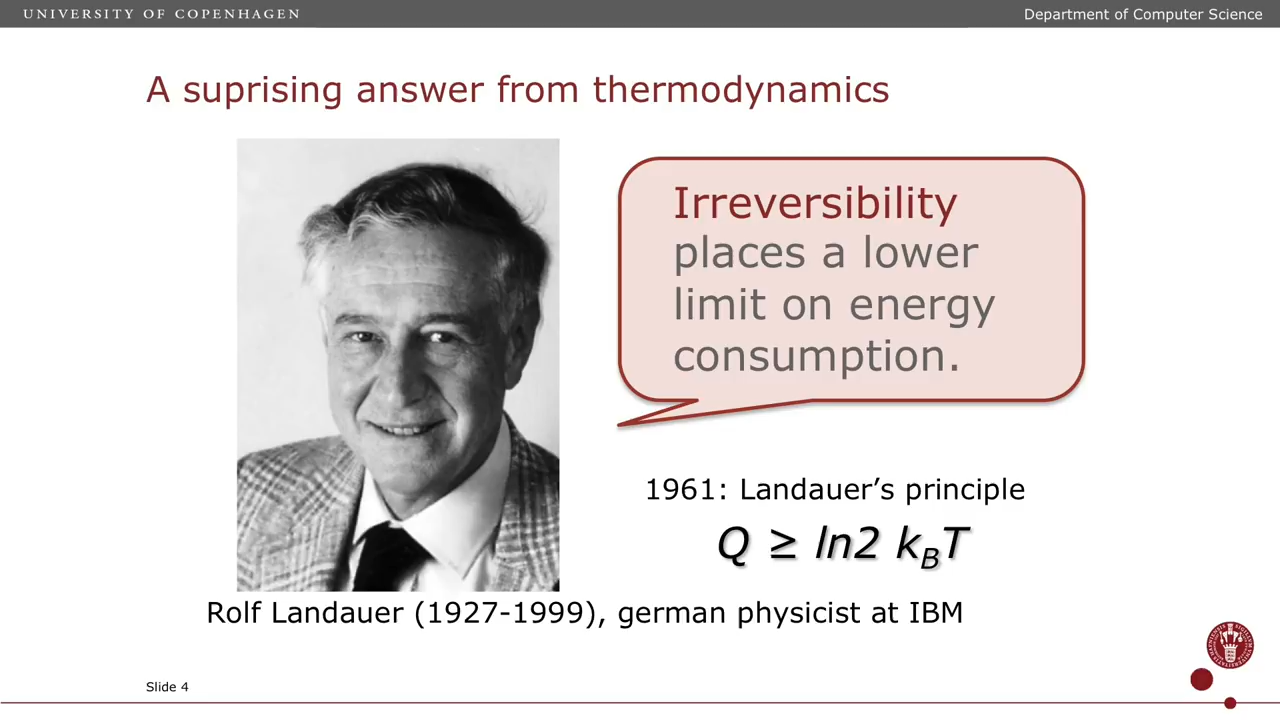 UNIVERSITY OF COPENHAGEN
Department of Computer Science
A suprising answer from thermodynamics
Irreversibility
places a lower
limit on energy
consumption.
1961: Landauer’s principle
Q ≥ ln2 kBT
Rolf Landauer (1927-1999), german physicist at IBM
Slide 4